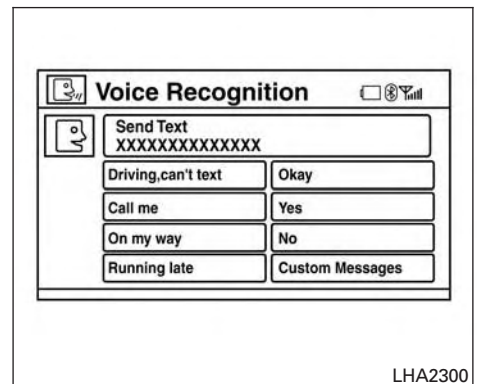 Voice Recognition
Send Text
XXXXXXXXXXXXXX
Driving,can't text
Okay
Call me
Yes
On my way
No
Running late
Custom Messages
LHA2300